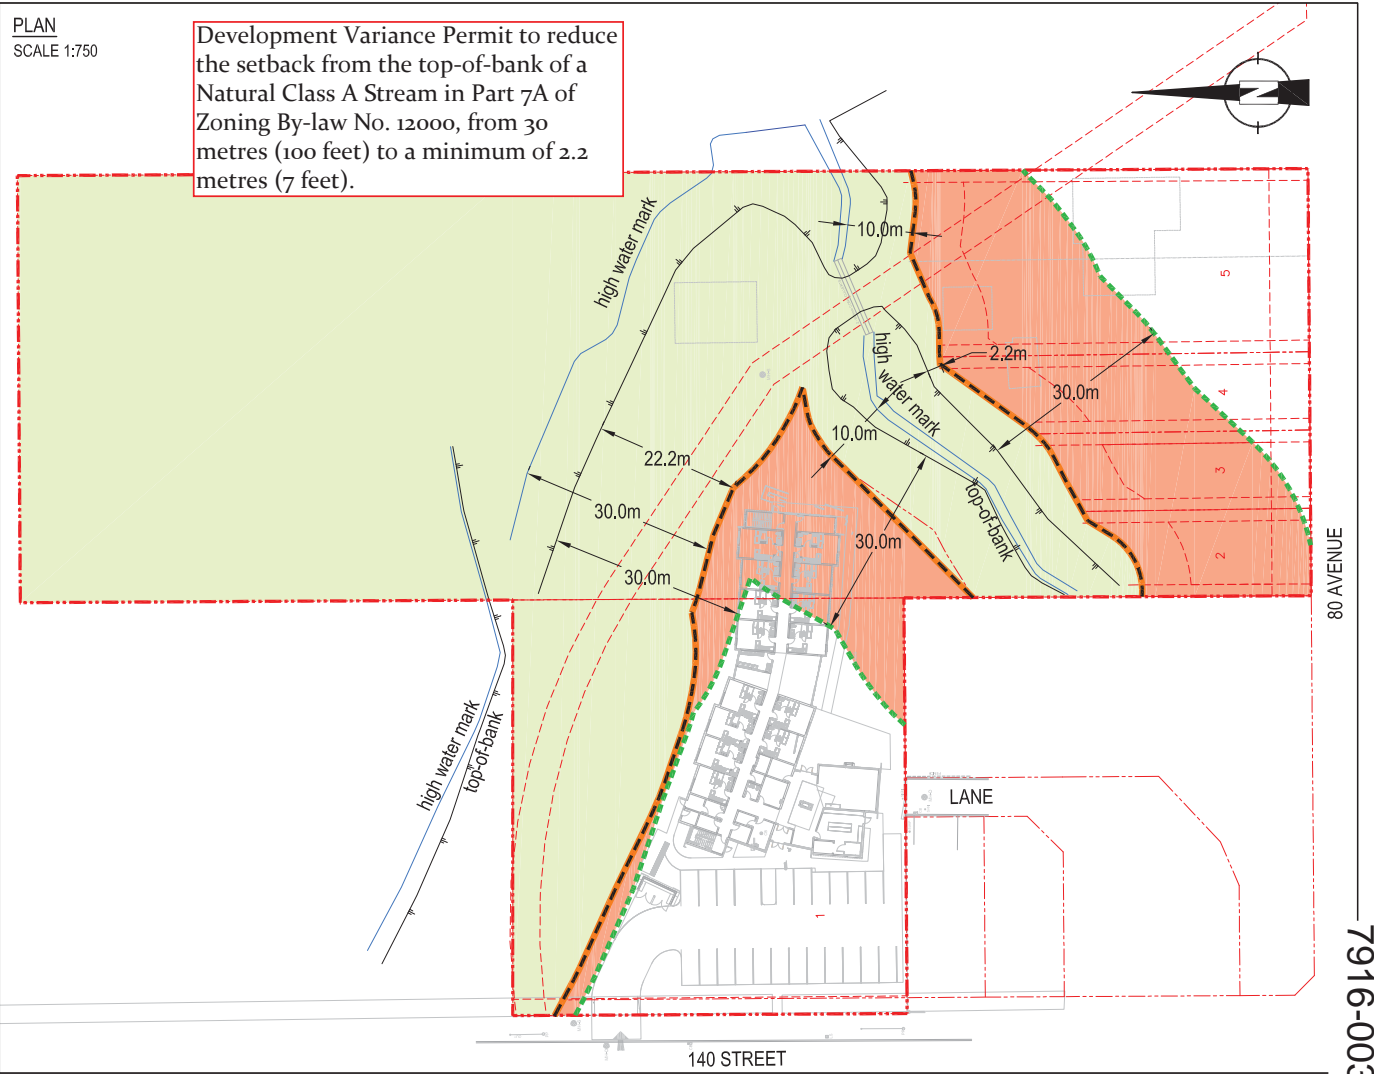 PLAN
SCALE 1:750
Development Variance Permit to reduce
the setback from the top-of-bank of a
Natural Class A Stream in Part 7A of
Zoning By-law No. 12000, from 30
metres (100 feet) to a minimum of 2.2
metres (7 feet).
N
high water mark
10.0m
5
high water mark
2.2m
30.0m
4
10.0m
22.2m
3
30.0m
top-of-bank
30.0m
2
30.0m
80 AVENUE
high water mark
top-of-bank
LANE
1
140 STREET
7916-003